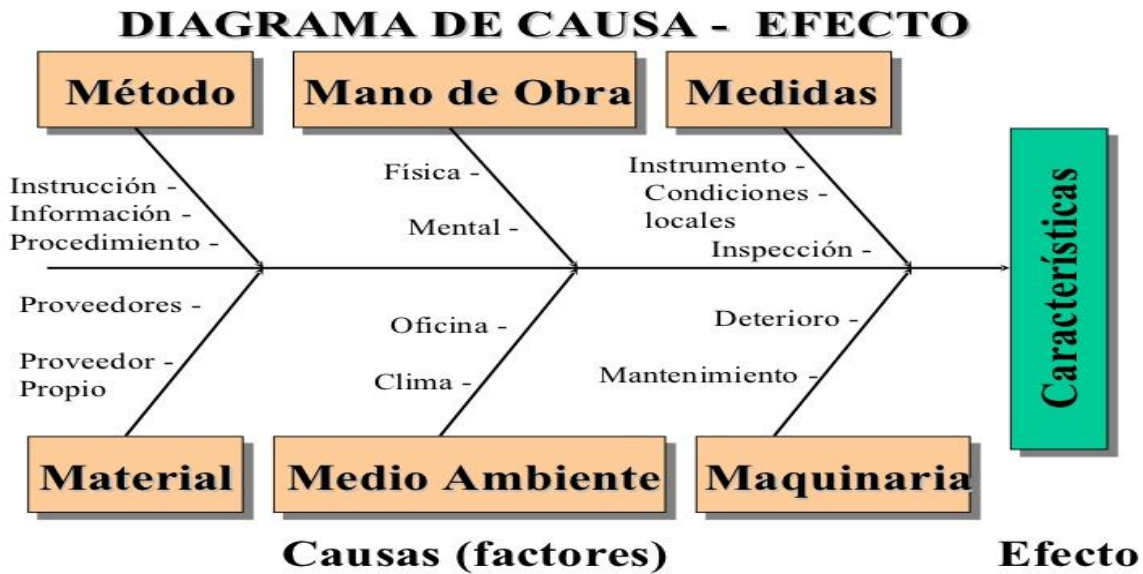 DIAGRAMA DE CAUSA - EFECTO
Método
Mano de Obra
Medidas
Instrucción -
Información -
Procedimiento -
Física -
Mental -
Instrumento -
Condiciones -
locales
Inspección -
Características
Proveedores -
Proveedor -
Propio
Oficina -
Clima -
Deterioro -
Mantenimiento -
Material
Medio Ambiente
Maquinaria
Causas (factores)
Efecto